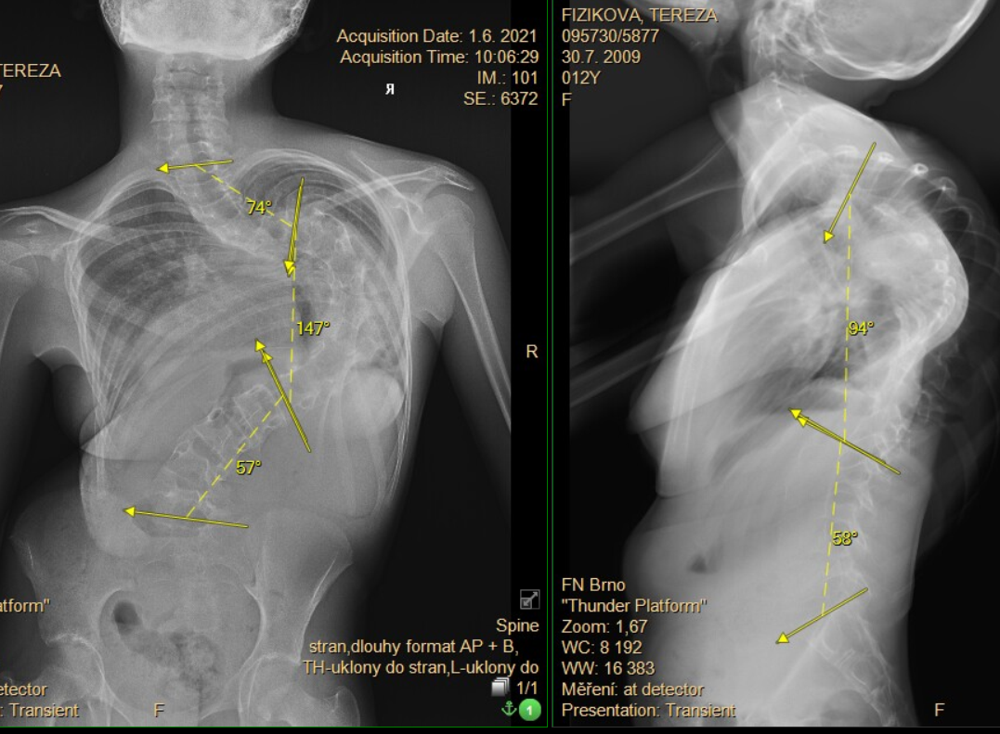 TEREZA
Acquisition Date: 1.6. 2021
Acquisition Time: 10:06:29
IM.: 101
SE.: 6372
R
74°
147°
57°
R
atform"
Spine
stran,dlouhy format AP + B,
TH-uklony do stran,L-uklony do
1/1
1
etector
: Transient
F
FIZIKOVA, TEREZA
095730/5877
30.7. 2009
012Y
F
94°
58°
FN Brno
"Thunder Platform"
Zoom: 1,67
WC: 8 192
WW: 16 383
Měření: at detector
Presentation: Transient
F